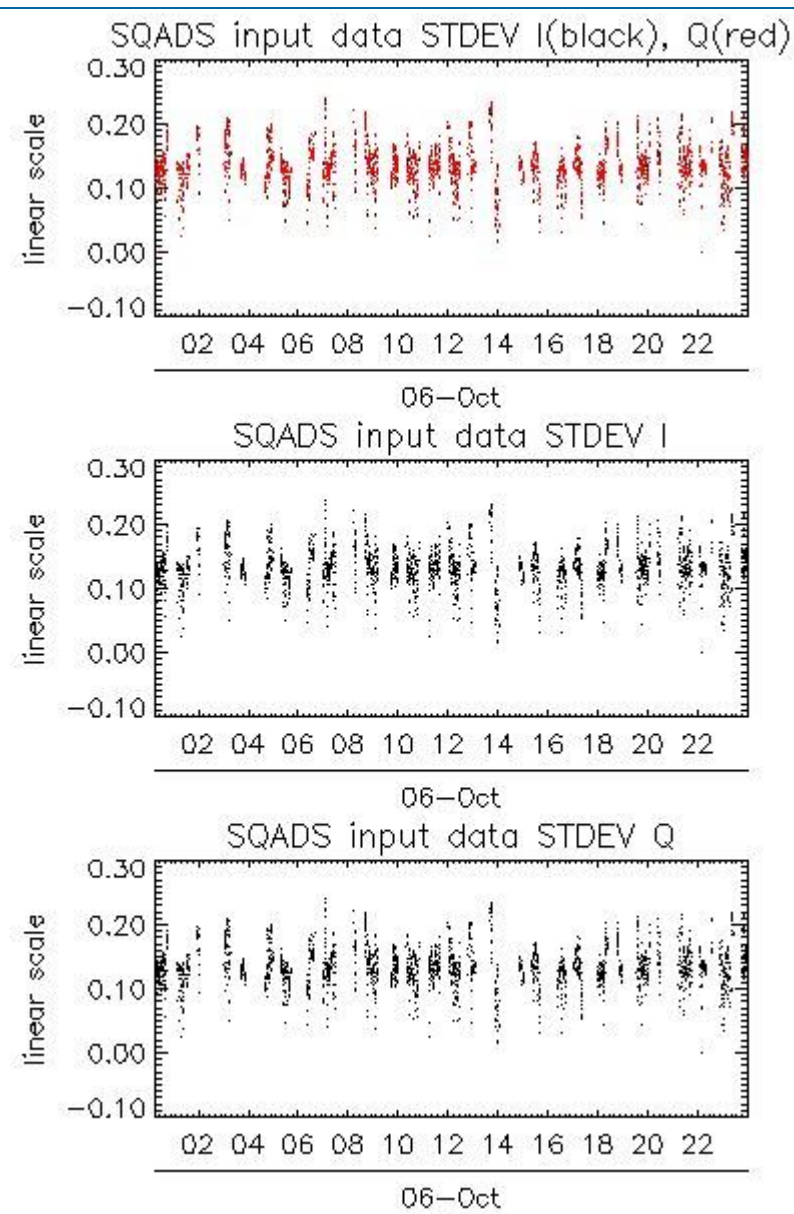 SQADS input data STDEV I(black), Q(red)
0.30
0.20
0.10
0.00
-0.10
linear scale
02 04 06 08 10 12 14 16 18 20 22
06-Oct
SQADS input data STDEV I
0.30
0.20
0.10
0.00
-0.10
linear scale
02 04 06 08 10 12 14 16 18 20 22
06-Oct
SQADS input data STDEV Q
0.30
0.20
0.10
0.00
-0.10
linear scale
02 04 06 08 10 12 14 16 18 20 22
06-Oct